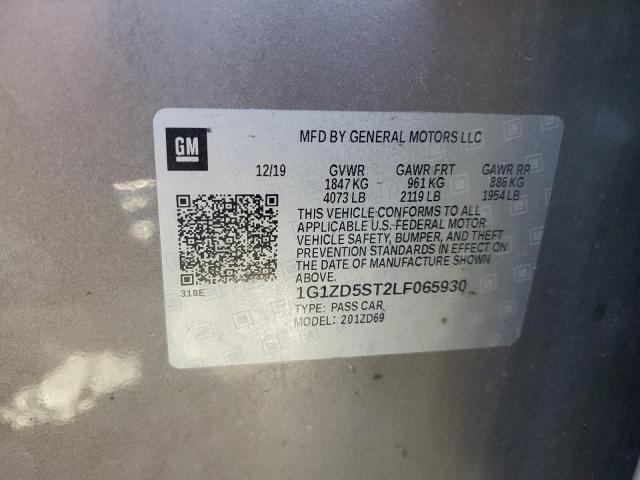 GM
MFD BY GENERAL MOTORS LLC
12/19 GVWR GAWR FRT GAWR RR
1847 KG 961 KG 886 KG
4073 LB 2119 LB 1954 LB
THIS VEHICLE CONFORMS TO ALL
APPLICABLE U.S. FEDERAL MOTOR
VEHICLE SAFETY, BUMPER, AND THEFT
PREVENTION STANDARDS IN EFFECT ON
THE DATE OF MANUFACTURE SHOWN
ABOVE.
318E
1G1ZD5ST2LF065930
TYPE: PASS CAR
MODEL: 201ZD69